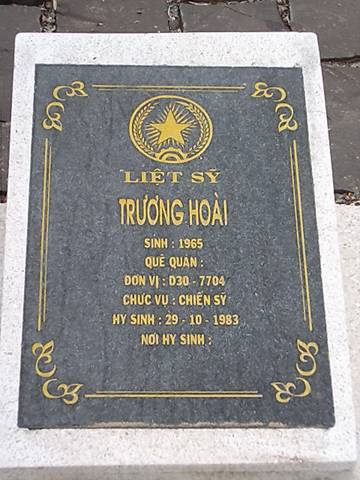 LIỆT SỸ
TRƯƠNG HOÀI
SINH : 1965
QUÊ QUÁN :
ĐƠN VỊ : D30 - 7704
CHỨC VỤ : CHIẾN SỸ
HY SINH : 29 - 10 - 1983
NƠI HY SINH :